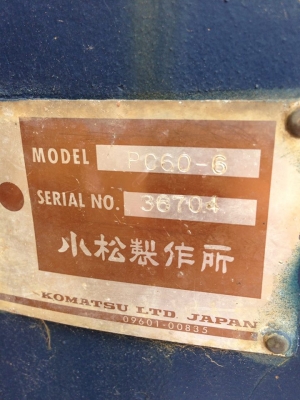 MODEL PC60-6
SERIAL NO. 36704
小松製作所
KOMATSU LTD JAPAN
09601-00835